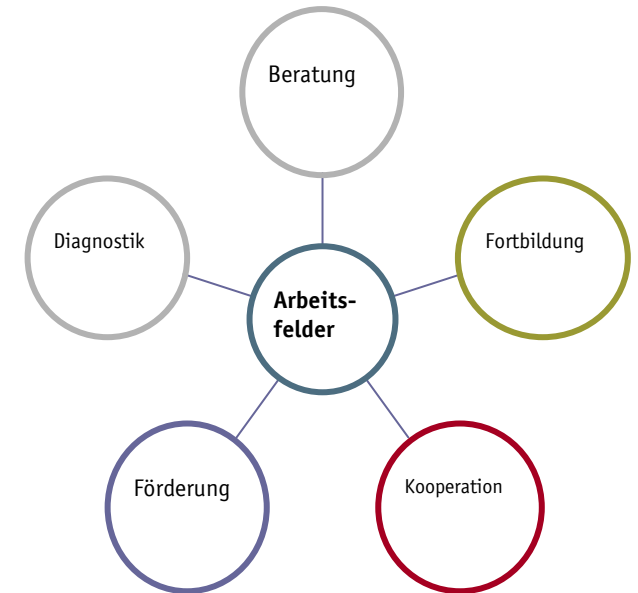 Beratung
Diagnostik
Fortbildung
Arbeits-
felder
Förderung
Kooperation